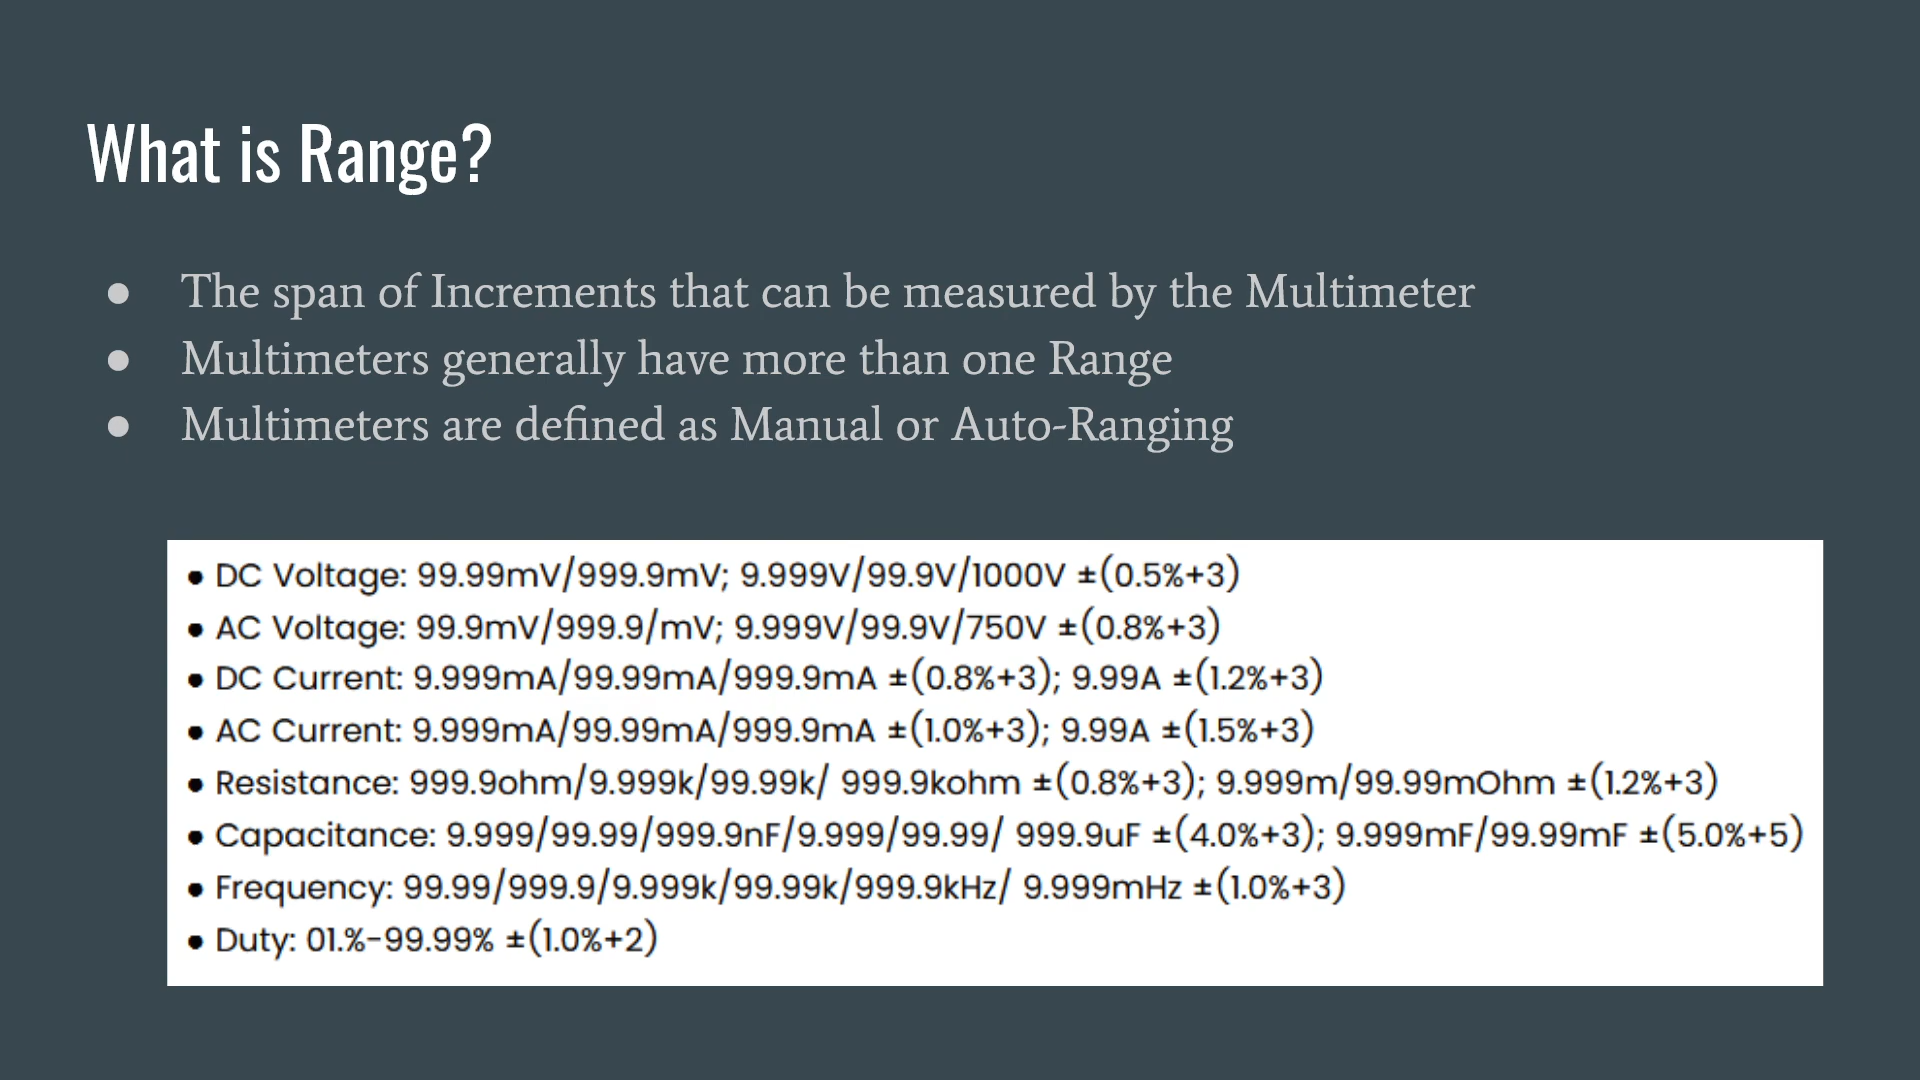 What is Range?
● The span of Increments that can be measured by the Multimeter
● Multimeters generally have more than one Range
● Multimeters are defined as Manual or Auto-Ranging
● DC Voltage: 99.99mV/999.9mV; 9.999V/99.9V/1000V ±(0.5%+3)
● AC Voltage: 99.9mV/999.9/mV; 9.999V/99.9V/750V ±(0.8%+3)
● DC Current: 9.999mA/99.99mA/999.9mA ±(0.8%+3); 9.99A ±(1.2%+3)
● AC Current: 9.999mA/99.99mA/999.9mA ±(1.0%+3); 9.99A ±(1.5%+3)
● Resistance: 999.9ohm/9.999k/99.99k/ 999.9kohm ±(0.8%+3); 9.999m/99.99mOhm ±(1.2%+3)
● Capacitance: 9.999/99.99/999.9nF/9.999/99.99/ 999.9uF ±(4.0%+3); 9.999mF/99.99mF ±(5.0%+5)
● Frequency: 99.99/999.9/9.999k/99.99k/999.9kHz/ 9.999mHz ±(1.0%+3)
● Duty: 01.%-99.99% ±(1.0%+2)